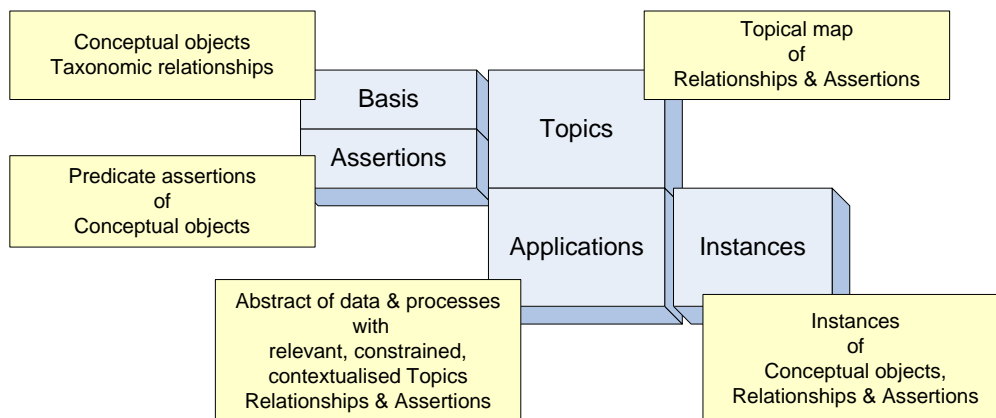 Conceptual objects
Taxonomic relationships
Topical map
of
Relationships & Assertions
Basis
Topics
Assertions
Predicate assertions
of
Conceptual objects
Applications
Instances
Abstract of data & processes
with
relevant, constrained,
contextualised Topics
Relationships & Assertions
Instances
of
Conceptual objects,
Relationships & Assertions